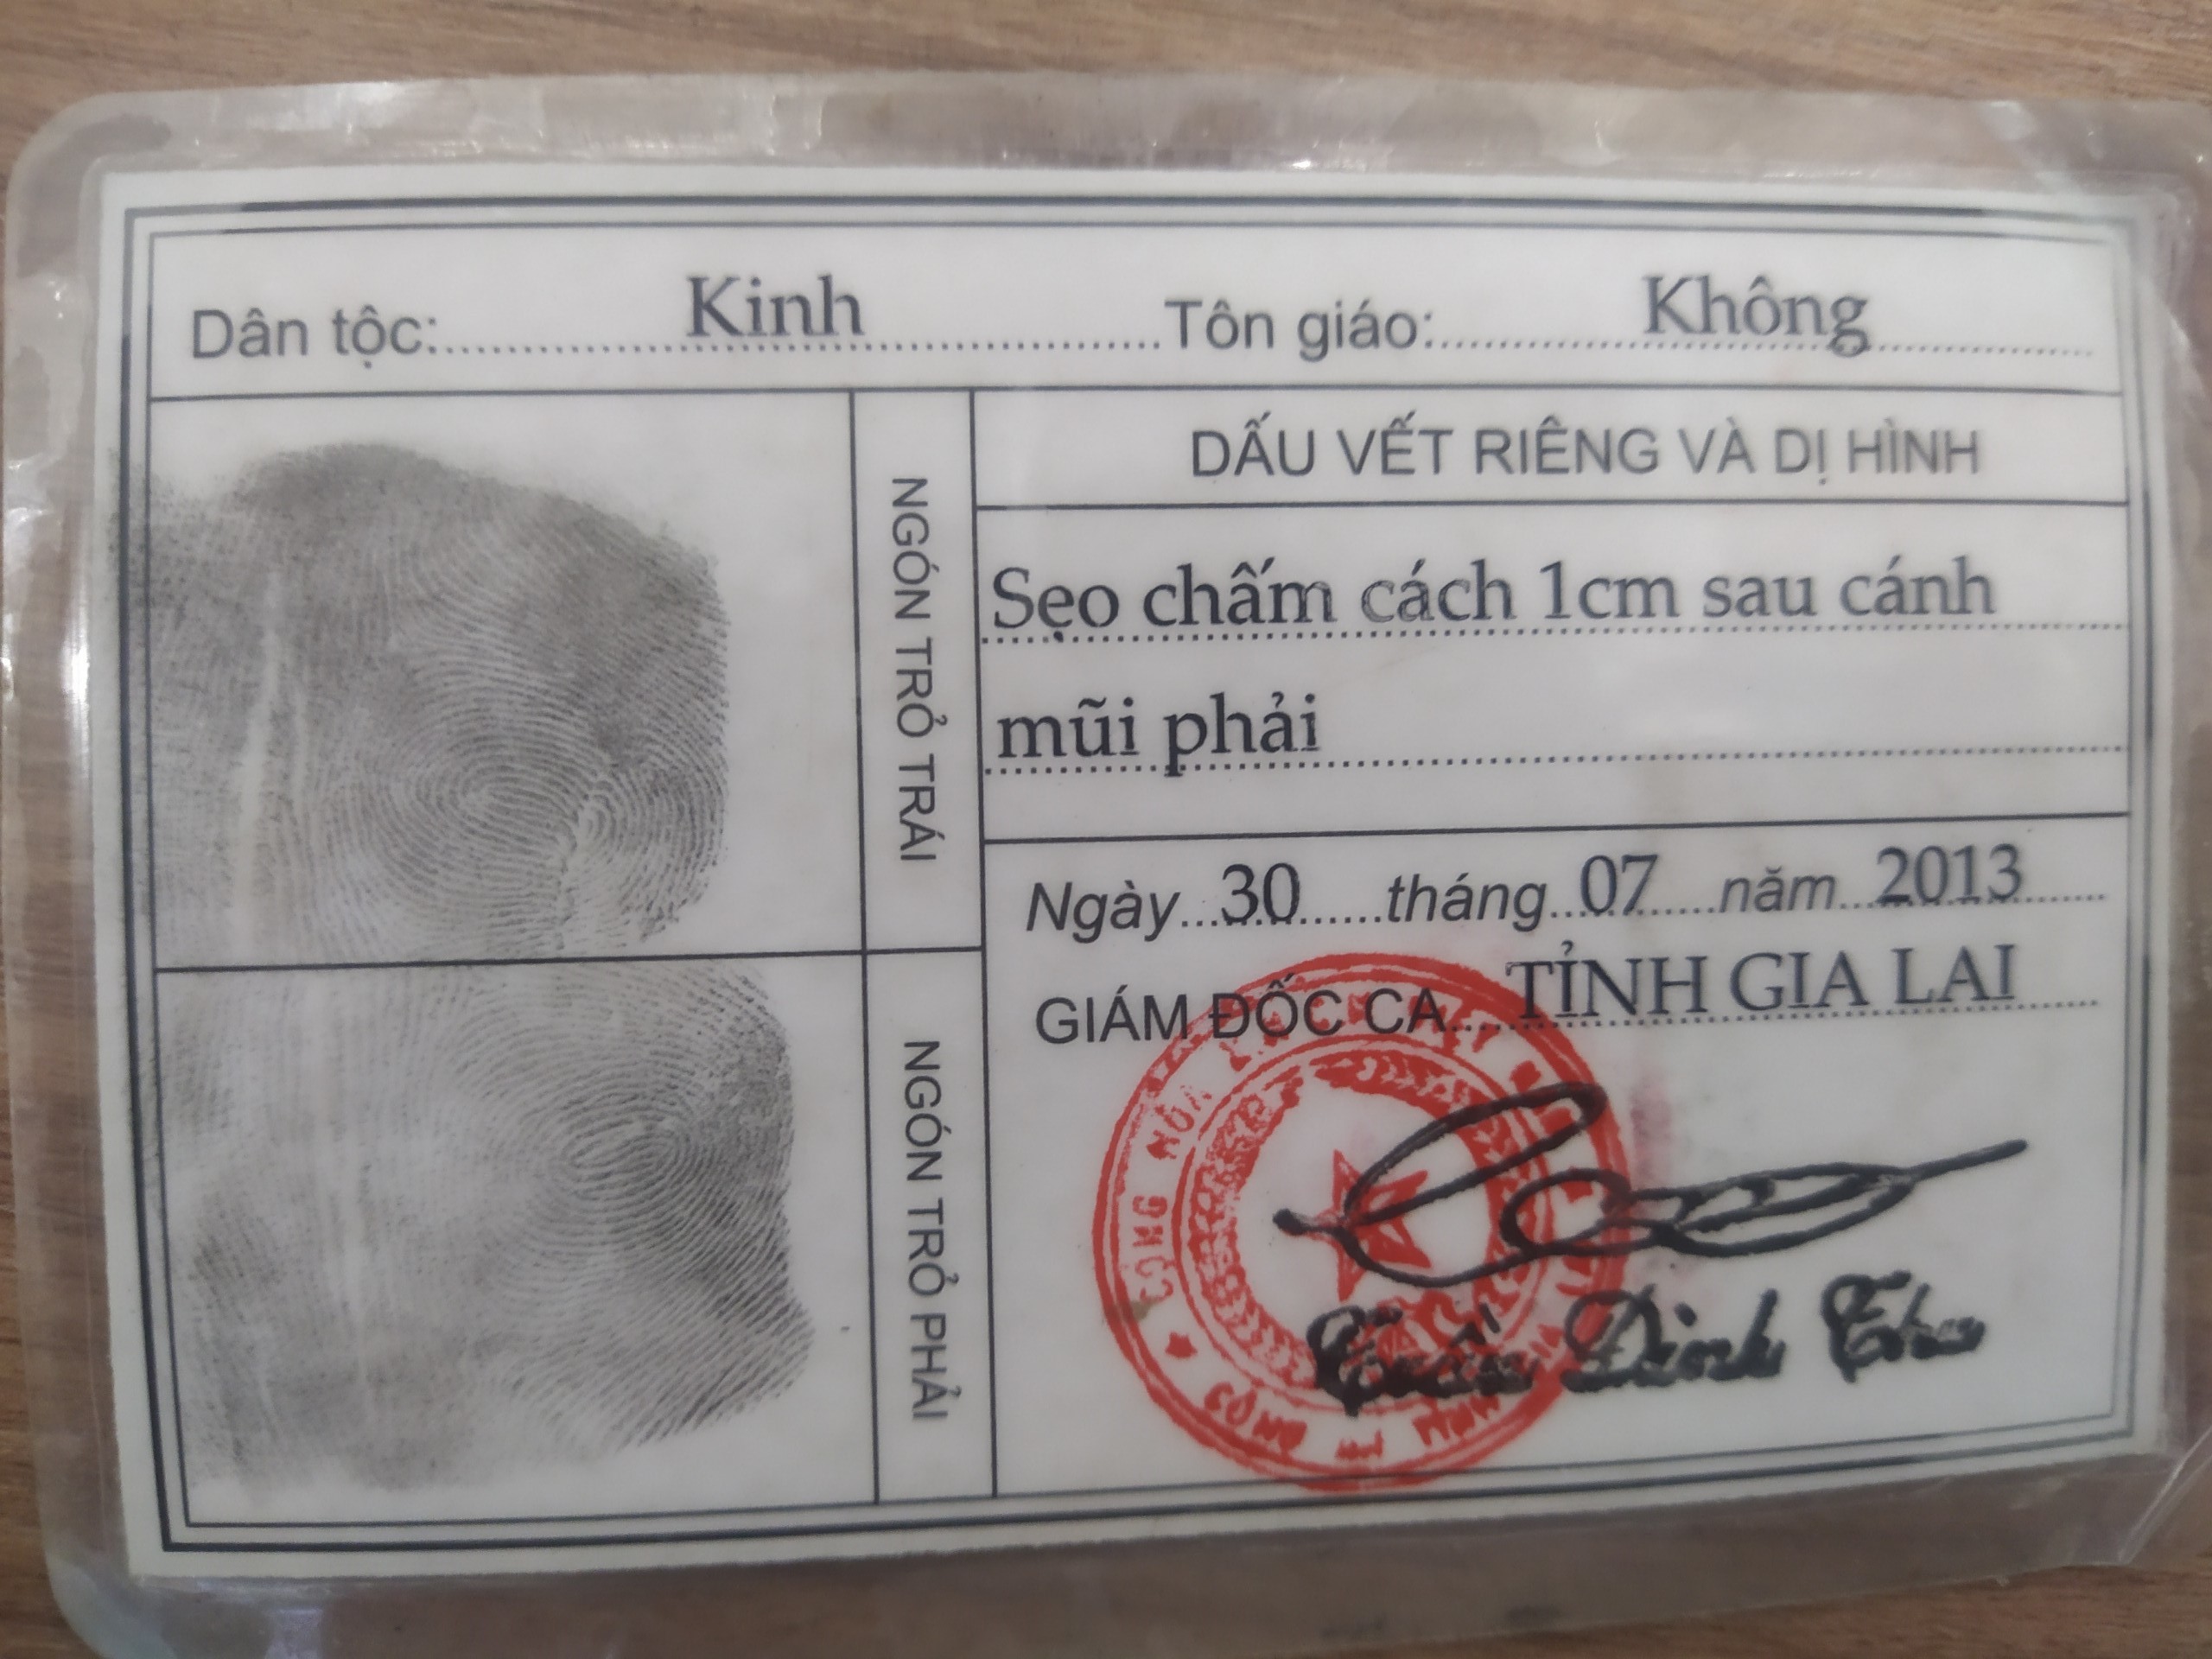 Dân tộc: Kinh Tôn giáo: Không
DẤU VẾT RIÊNG VÀ DỊ HÌNH
NGÓN TRỎ TRÁI
Sẹo chấm cách 1cm sau cánh
mũi phải
Ngày 30 tháng 07 năm 2013
GIÁM ĐỐC CA TỈNH GIA LAI
NGÓN TRỎ PHẢI
Đình Thu